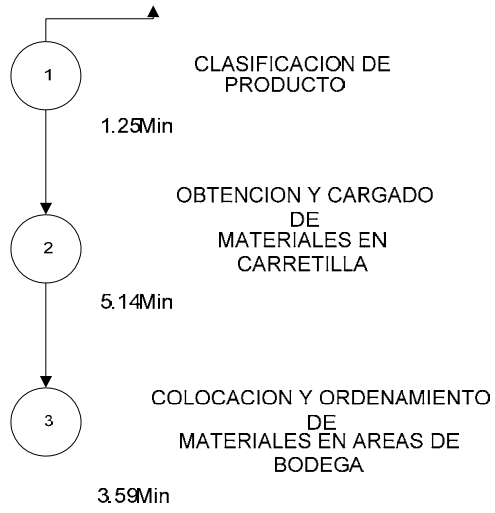 1
CLASIFICACION DE
PRODUCTO
1.25Min
2
OBTENCION Y CARGADO
DE
MATERIALES EN
CARRETILLA
5.14Min
3
COLOCACION Y ORDENAMIENTO
DE
MATERIALES EN AREAS DE
BODEGA
3.59Min